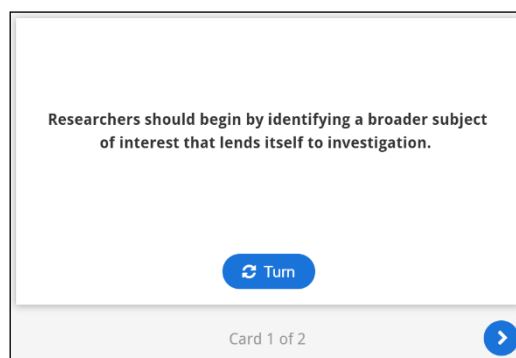 Researchers should begin by identifying a broader subject
of interest that lends itself to investigation.
Turn
Card 1 of 2